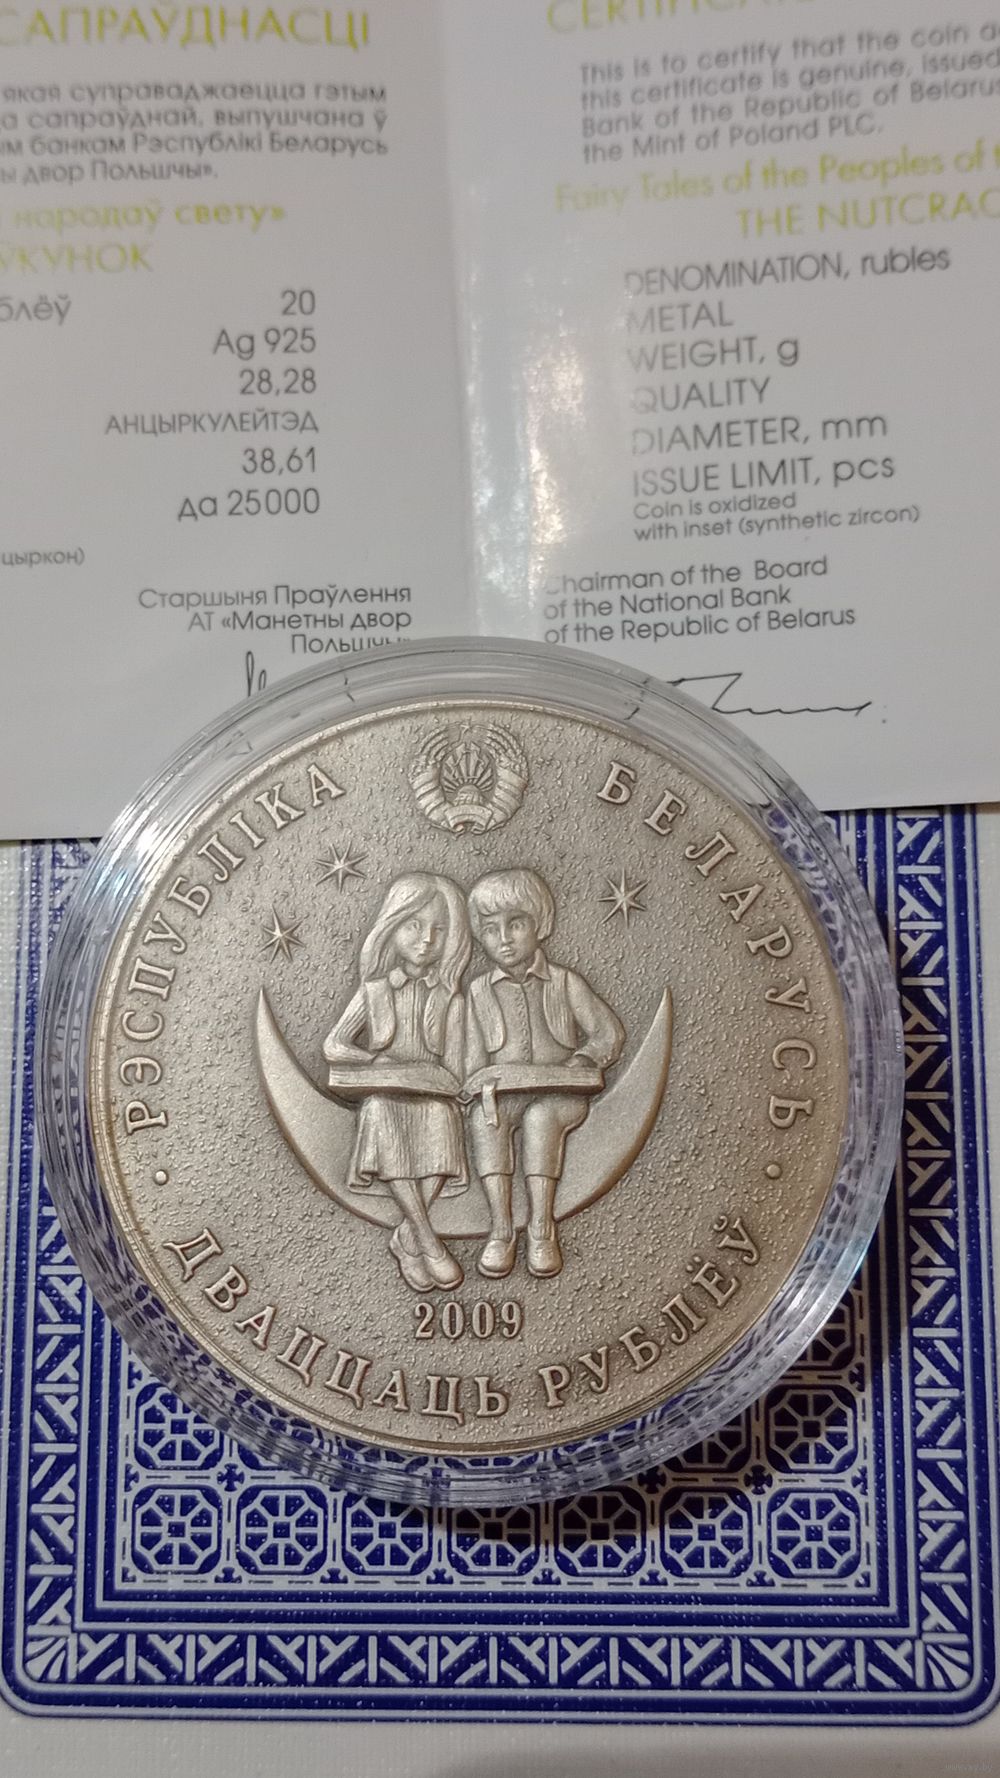 САПРАЎДНАСЦІ
якая суправаджаецца гэтым
сапраўднай, выпушчана ў
банкам Рэспублікі Беларусь
двор Польшчы».
народаў свету»
20
Ag 925
28,28
АНЦЫРКУЛЕЙТЭД
38,61
да 25000
Старшыня Праўлення
АТ «Манетны двор
Польшчы»
This is to certify that the coin
this certificate is genuine, issued
Bank of the Republic of Belarus
the Mint of Poland PLC.
Fairy Tales of the Peoples of
THE
DENOMINATION, rubles
METAL
WEIGHT, g
QUALITY
DIAMETER, mm
ISSUE LIMIT, pcs
Coin is oxidized
with inset (synthetic zircon)
Chairman of the Board
of the National Bank
of the Republic of Belarus
РЭСПУБЛІКА БЕЛАРУСЬ
2009
ДВАЦЦАЦЬ РУБЛЁЎ